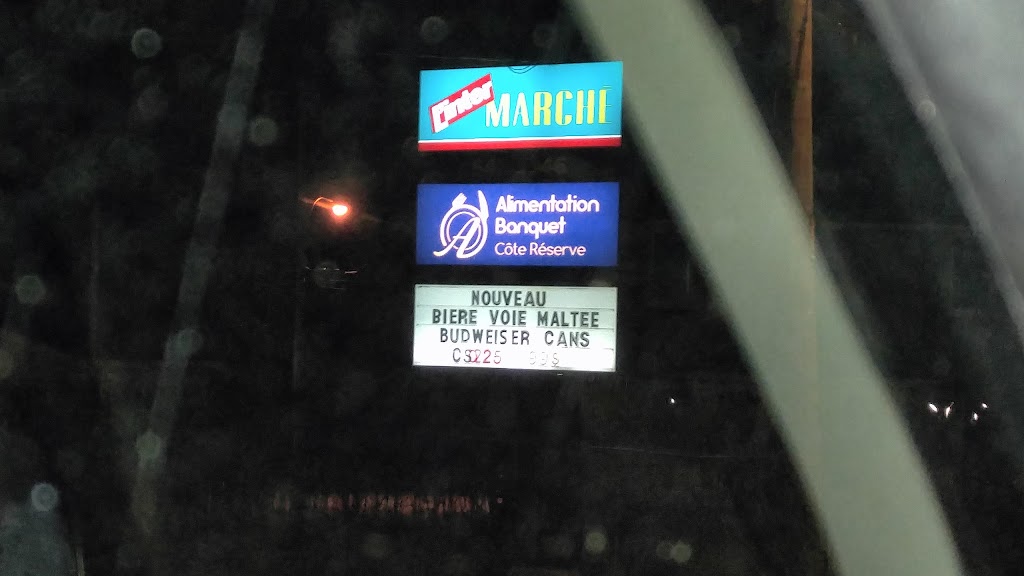 L'inter
MARCHÉ
Alimentation
Banquet
Côte Réserve
NOUVEAU
BIERE VOIE MALTEE
BUDWEISER CANS